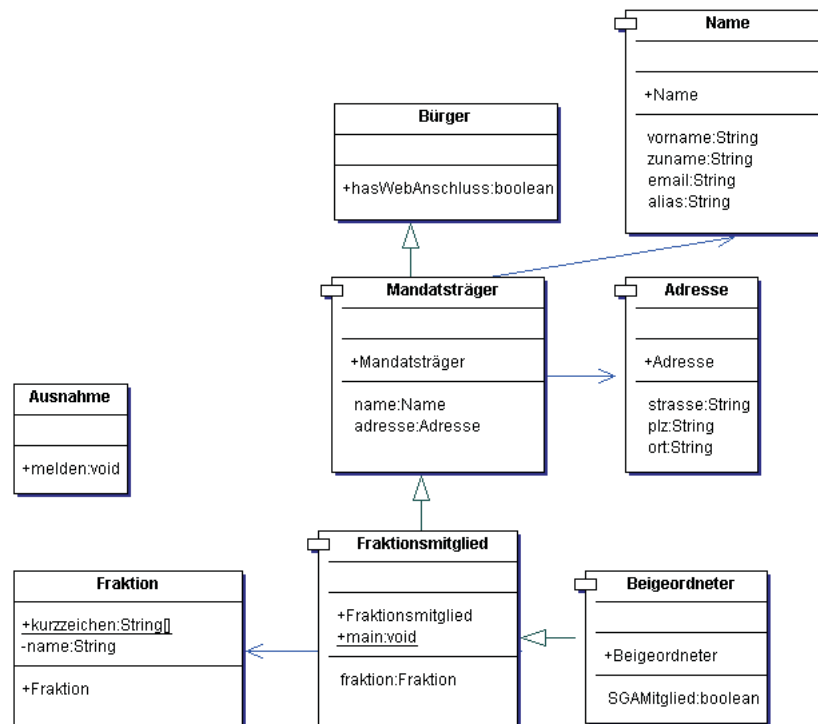 Name
+Name
vorname:String
zuname:String
email:String
alias:String
Bürger
+hasWebAnschluss:boolean
Mandatsträger
+Mandatsträger
name:Name
adresse:Adresse
Adresse
+Adresse
strasse:String
plz:String
ort:String
Ausnahme
+melden:void
Fraktionsmitglied
+Fraktionsmitglied
+main:void
fraktion:Fraktion
Fraktion
+kurzzeichen:String[]
-name:String
+Fraktion
Beigeordneter
+Beigeordneter
SGAMitglied:boolean